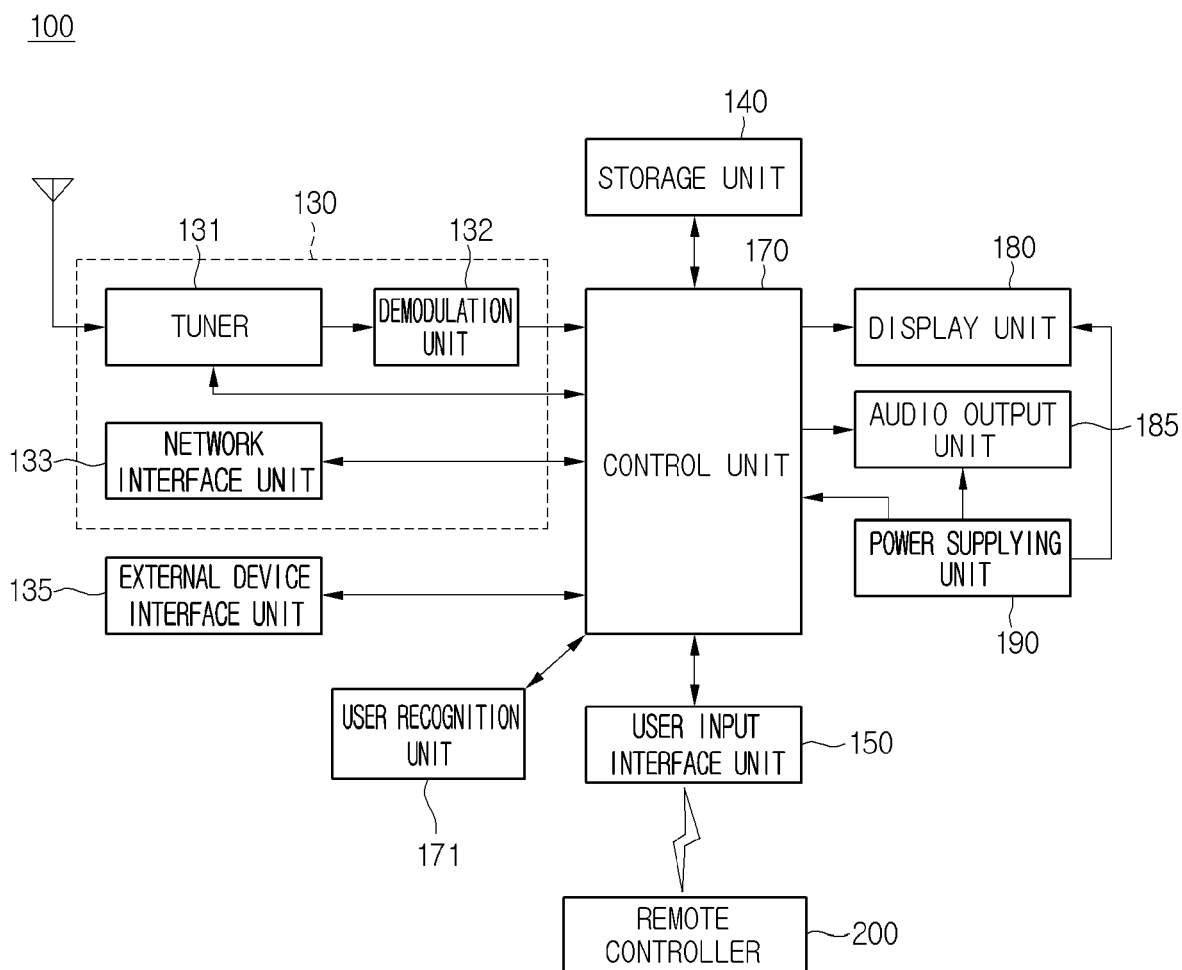 100
140
STORAGE UNIT
130
131
132
170
180
TUNER
DEMODULATION
UNIT
DISPLAY UNIT
AUDIO OUTPUT
UNIT
185
133
NETWORK
INTERFACE UNIT
CONTROL UNIT
POWER SUPPLYING
UNIT
190
135
EXTERNAL DEVICE
INTERFACE UNIT
USER RECOGNITION
UNIT
171
USER INPUT
INTERFACE UNIT
150
REMOTE
CONTROLLER
200